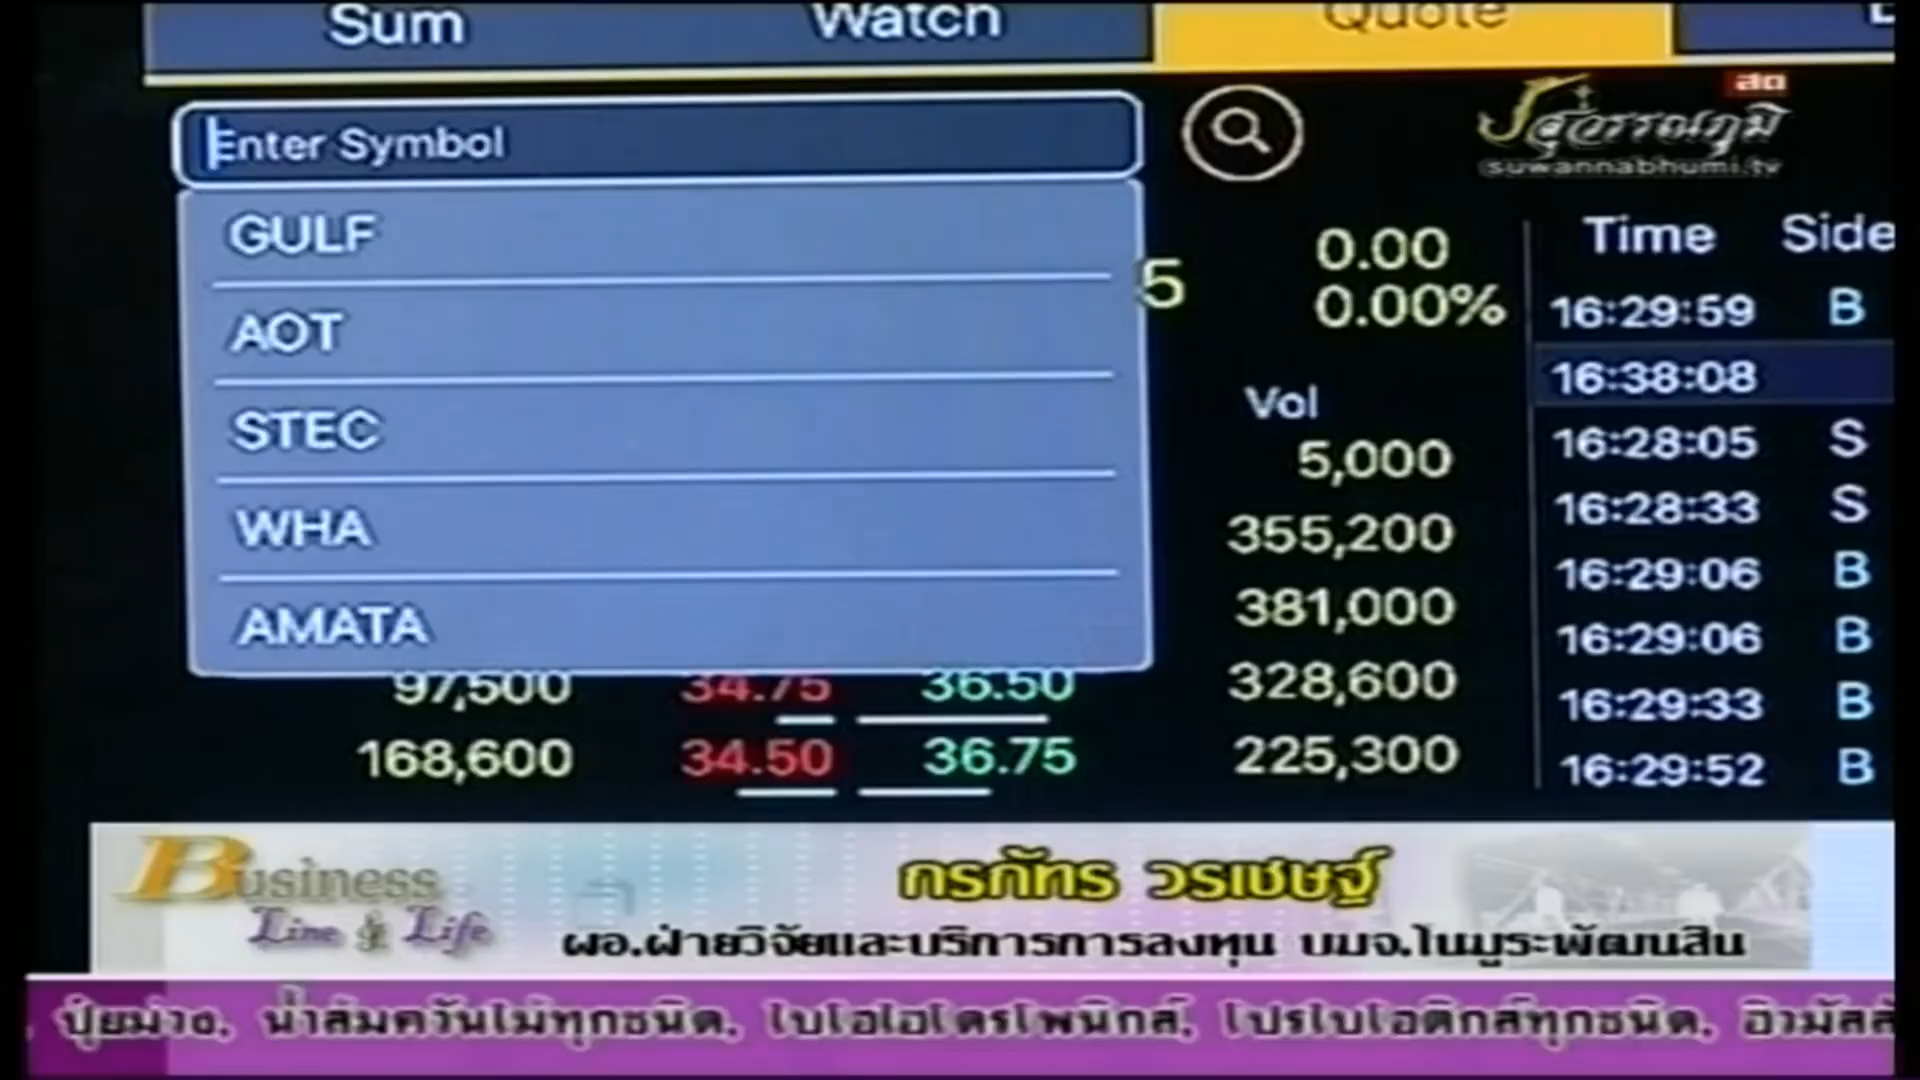 Sum Watch Quote
สด
สุวรรณภูมิ
suwannabhumi.tv
Enter Symbol
GULF
AOT
STEC
WHA
AMATA
5 0.00
0.00%
Vol
5,000
355,200
381,000
97,500 34.75 36.50 328,600
168,600 34.50 36.75 225,300
Time Side
16:29:59 B
16:38:08
16:28:05 S
16:28:33 S
16:29:06 B
16:29:06 B
16:29:33 B
16:29:52 B
Business
Line & Life
กรภัทร วรเชษฐ์
ผอ.ฝ่ายวิจัยและบริการการลงทุน บมจ.โนมูระพัฒนสิน
ปุ๋ยม่วง, น้ำส้มควันไม้ทุกชนิด, ไบโอไฮโดรโพนิกส์, โปรไบโอติกส์ทุกชนิด,